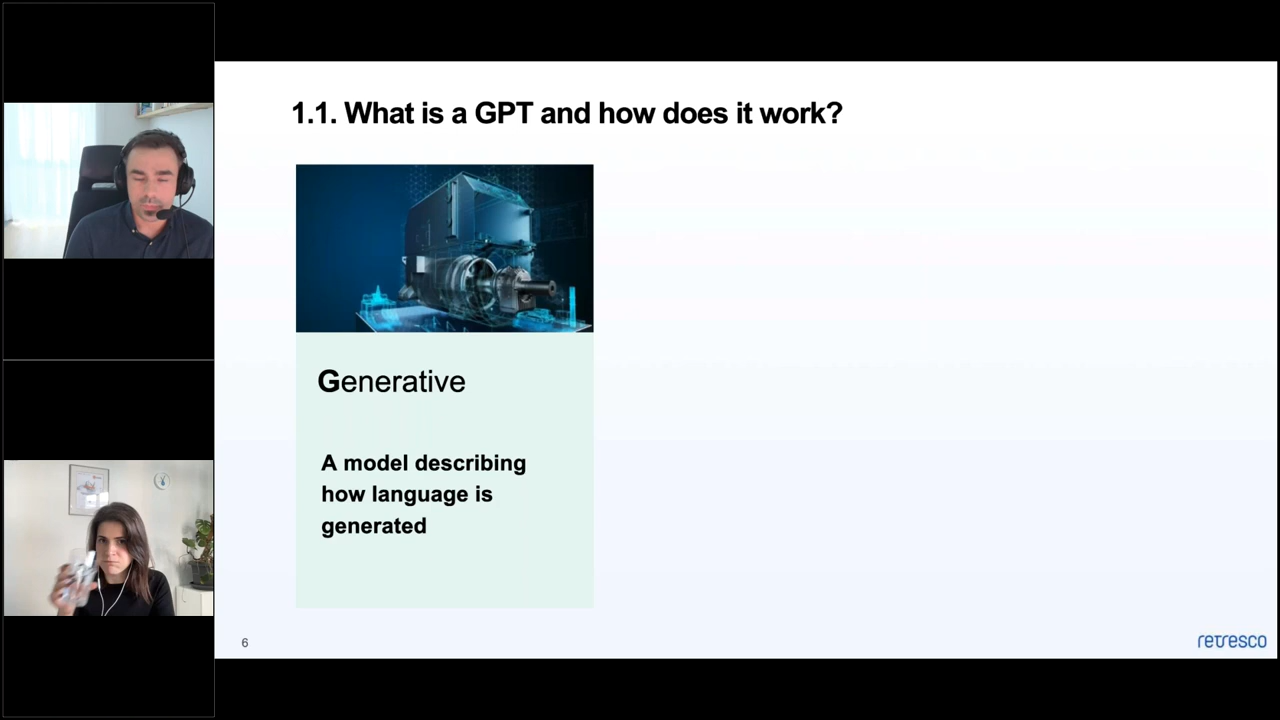 1.1. What is a GPT and how does it work?
Generative
A model describing
how language is
generated
6
retresco